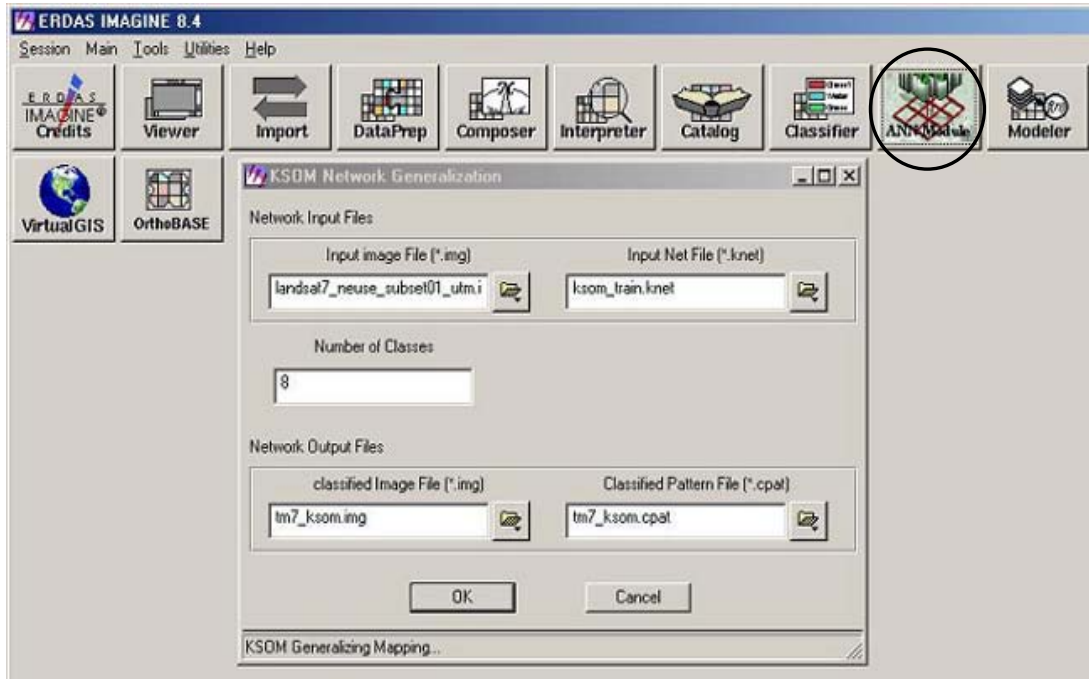 ERDAS IMAGINE 8.4
Session Main Tools Utilities Help
ERDAS
IMAGINE®
Credits
Viewer
Import
DataPrep
Composer
Interpreter
Catalog
Classifier
ANN Module
Modeler
VirtualGIS
OrthoBASE
KSOM Network Generalization
Network Input Files
Input image File (*.img)
Input Net File (*.knet)
landsat7_neuse_subset01_utm.i
ksom_train.knet
Number of Classes
8
Network Output Files
classified Image File (*.img)
Classified Pattern File (*.cpat)
tm7_ksom.img
tm7_ksom.cpat
OK
Cancel
KSOM Generalizing Mapping...